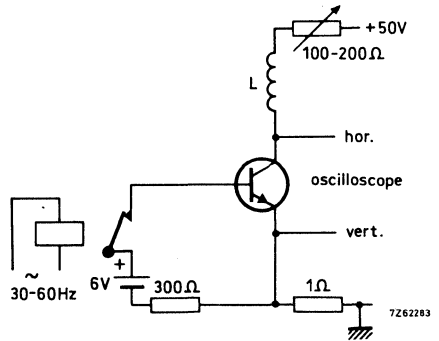 +50V
100-200Ω
L
hor.
oscilloscope
vert.
+
6V
~
30-60Hz
300Ω
1Ω
7Z62283